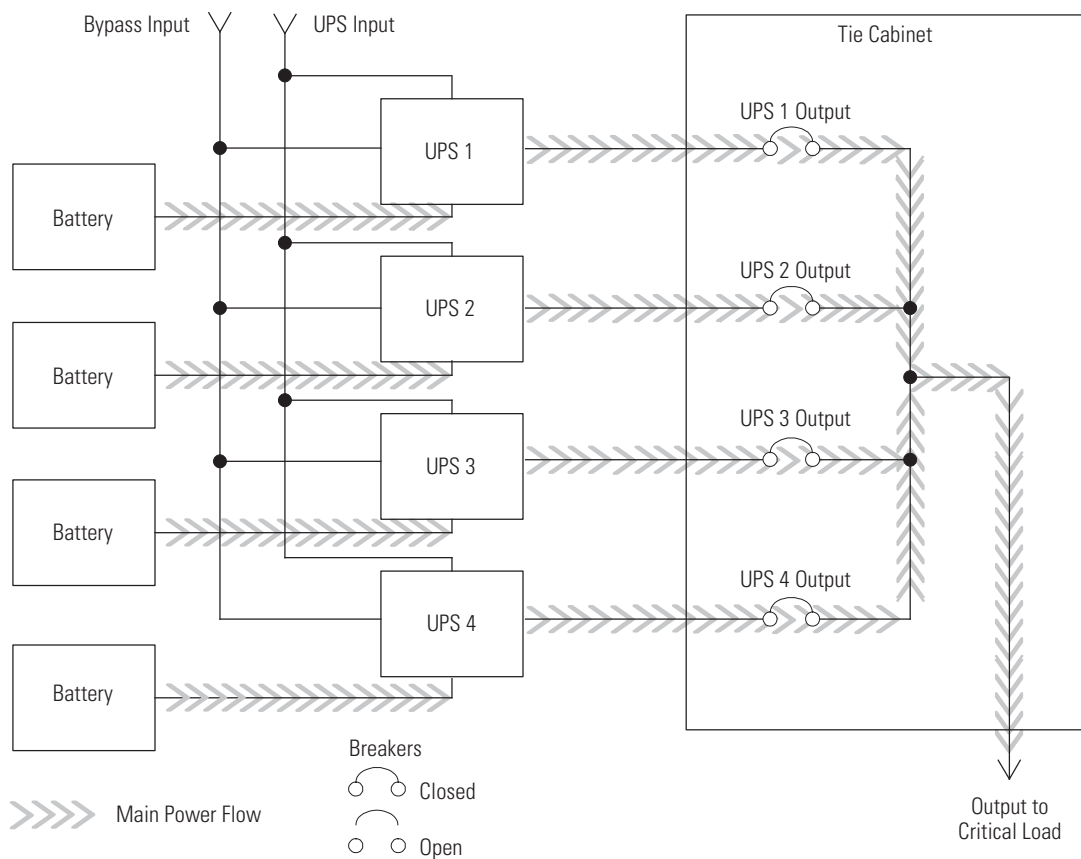 Bypass Input
UPS Input
Tie Cabinet
UPS 1 Output
UPS 1
Battery
UPS 2 Output
UPS 2
Battery
UPS 3 Output
UPS 3
Battery
UPS 4 Output
UPS 4
Battery
Breakers
Closed
Main Power Flow
Open
Output to
Critical Load